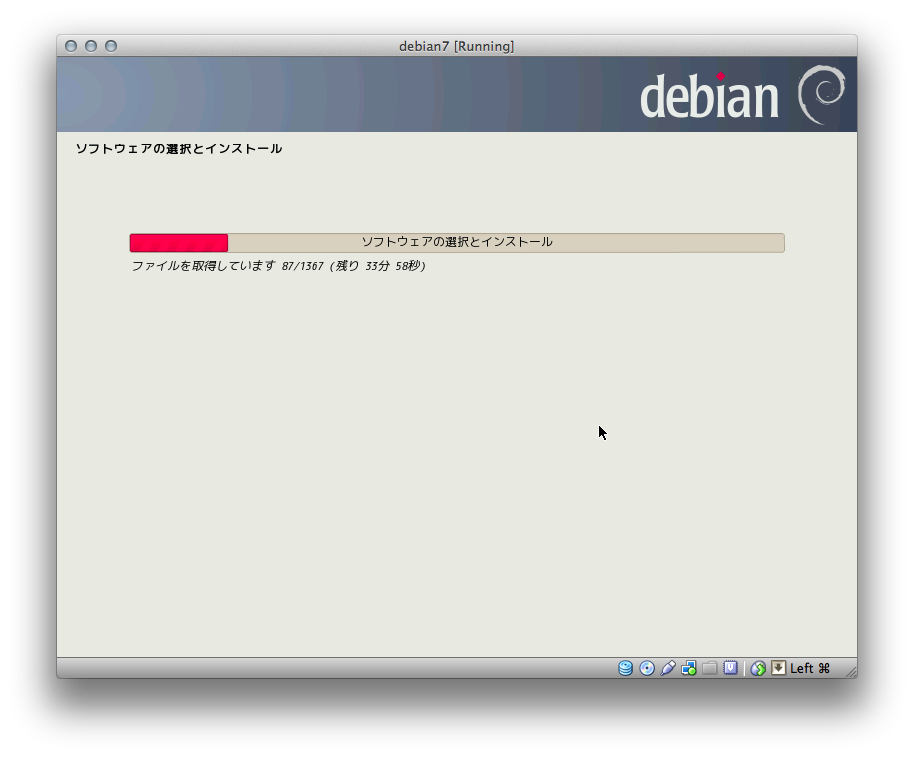 debian7 [Running]
debian
ソフトウェアの選択とインストール
ソフトウェアの選択とインストール
ファイルを取得しています 87/1367 (残り 33分 58秒)
Left ⌘